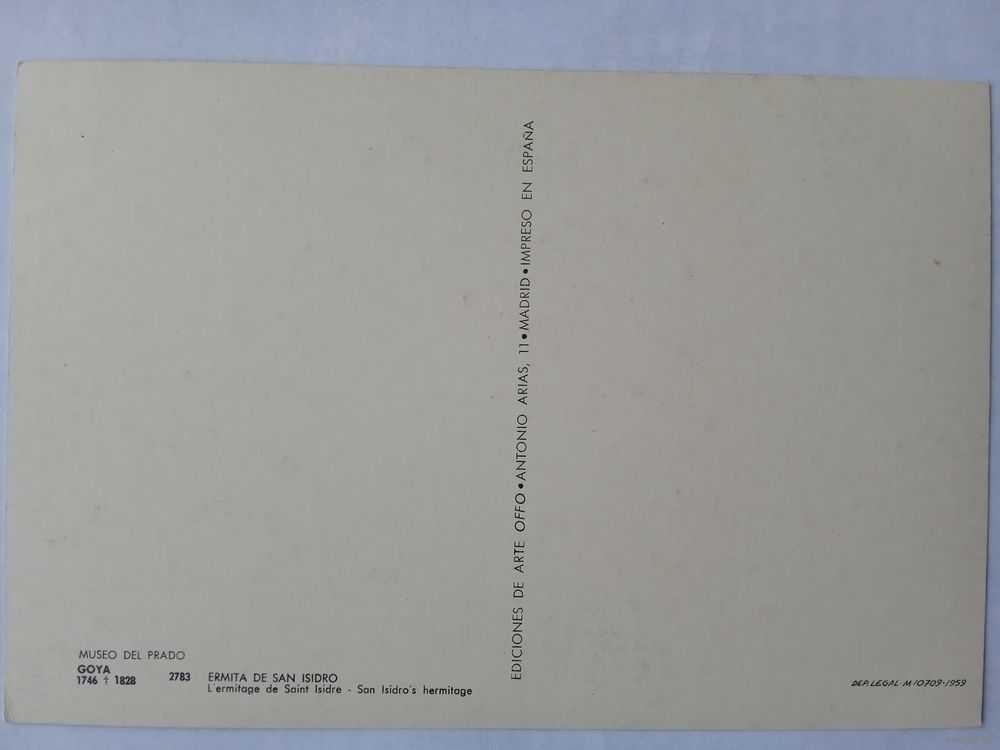 MUSEO DEL PRADO
GOYA
1746 † 1828
2783 ERMITA DE SAN ISIDRO
L'ermitage de Saint Isidre - San Isidro's hermitage
EDICIONES DE ARTE OFFO • ANTONIO ARIAS, 11 • MADRID • IMPRESO EN ESPAÑA
DEP. LEGAL M 10709-1959